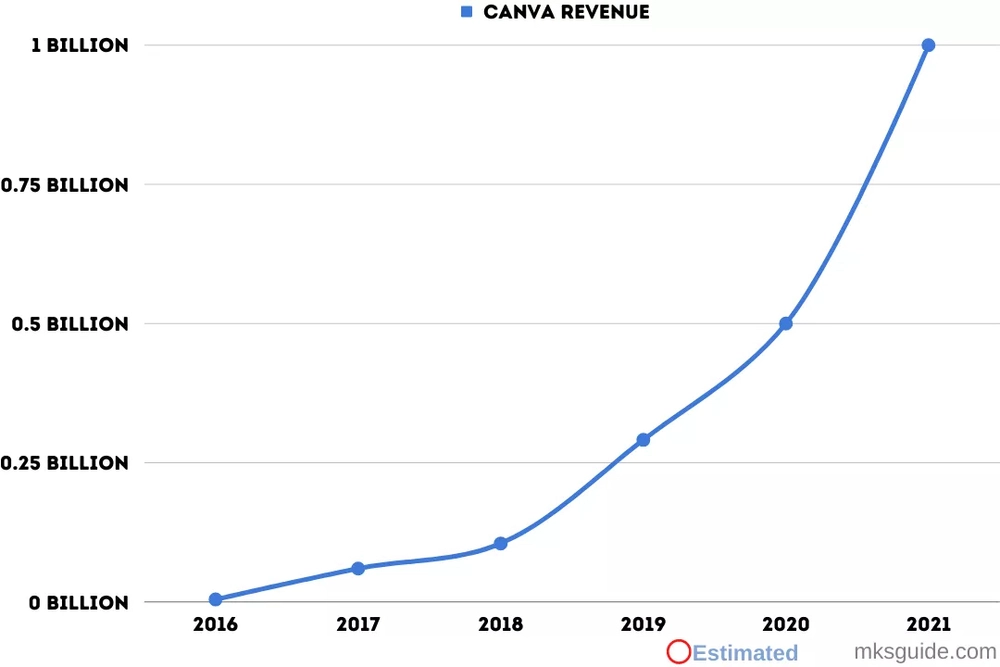 CANVA REVENUE
1 BILLION
0.75 BILLION
0.5 BILLION
0.25 BILLION
0 BILLION
2016 2017 2018 2019 2020 2021
Estimated mksguide.com